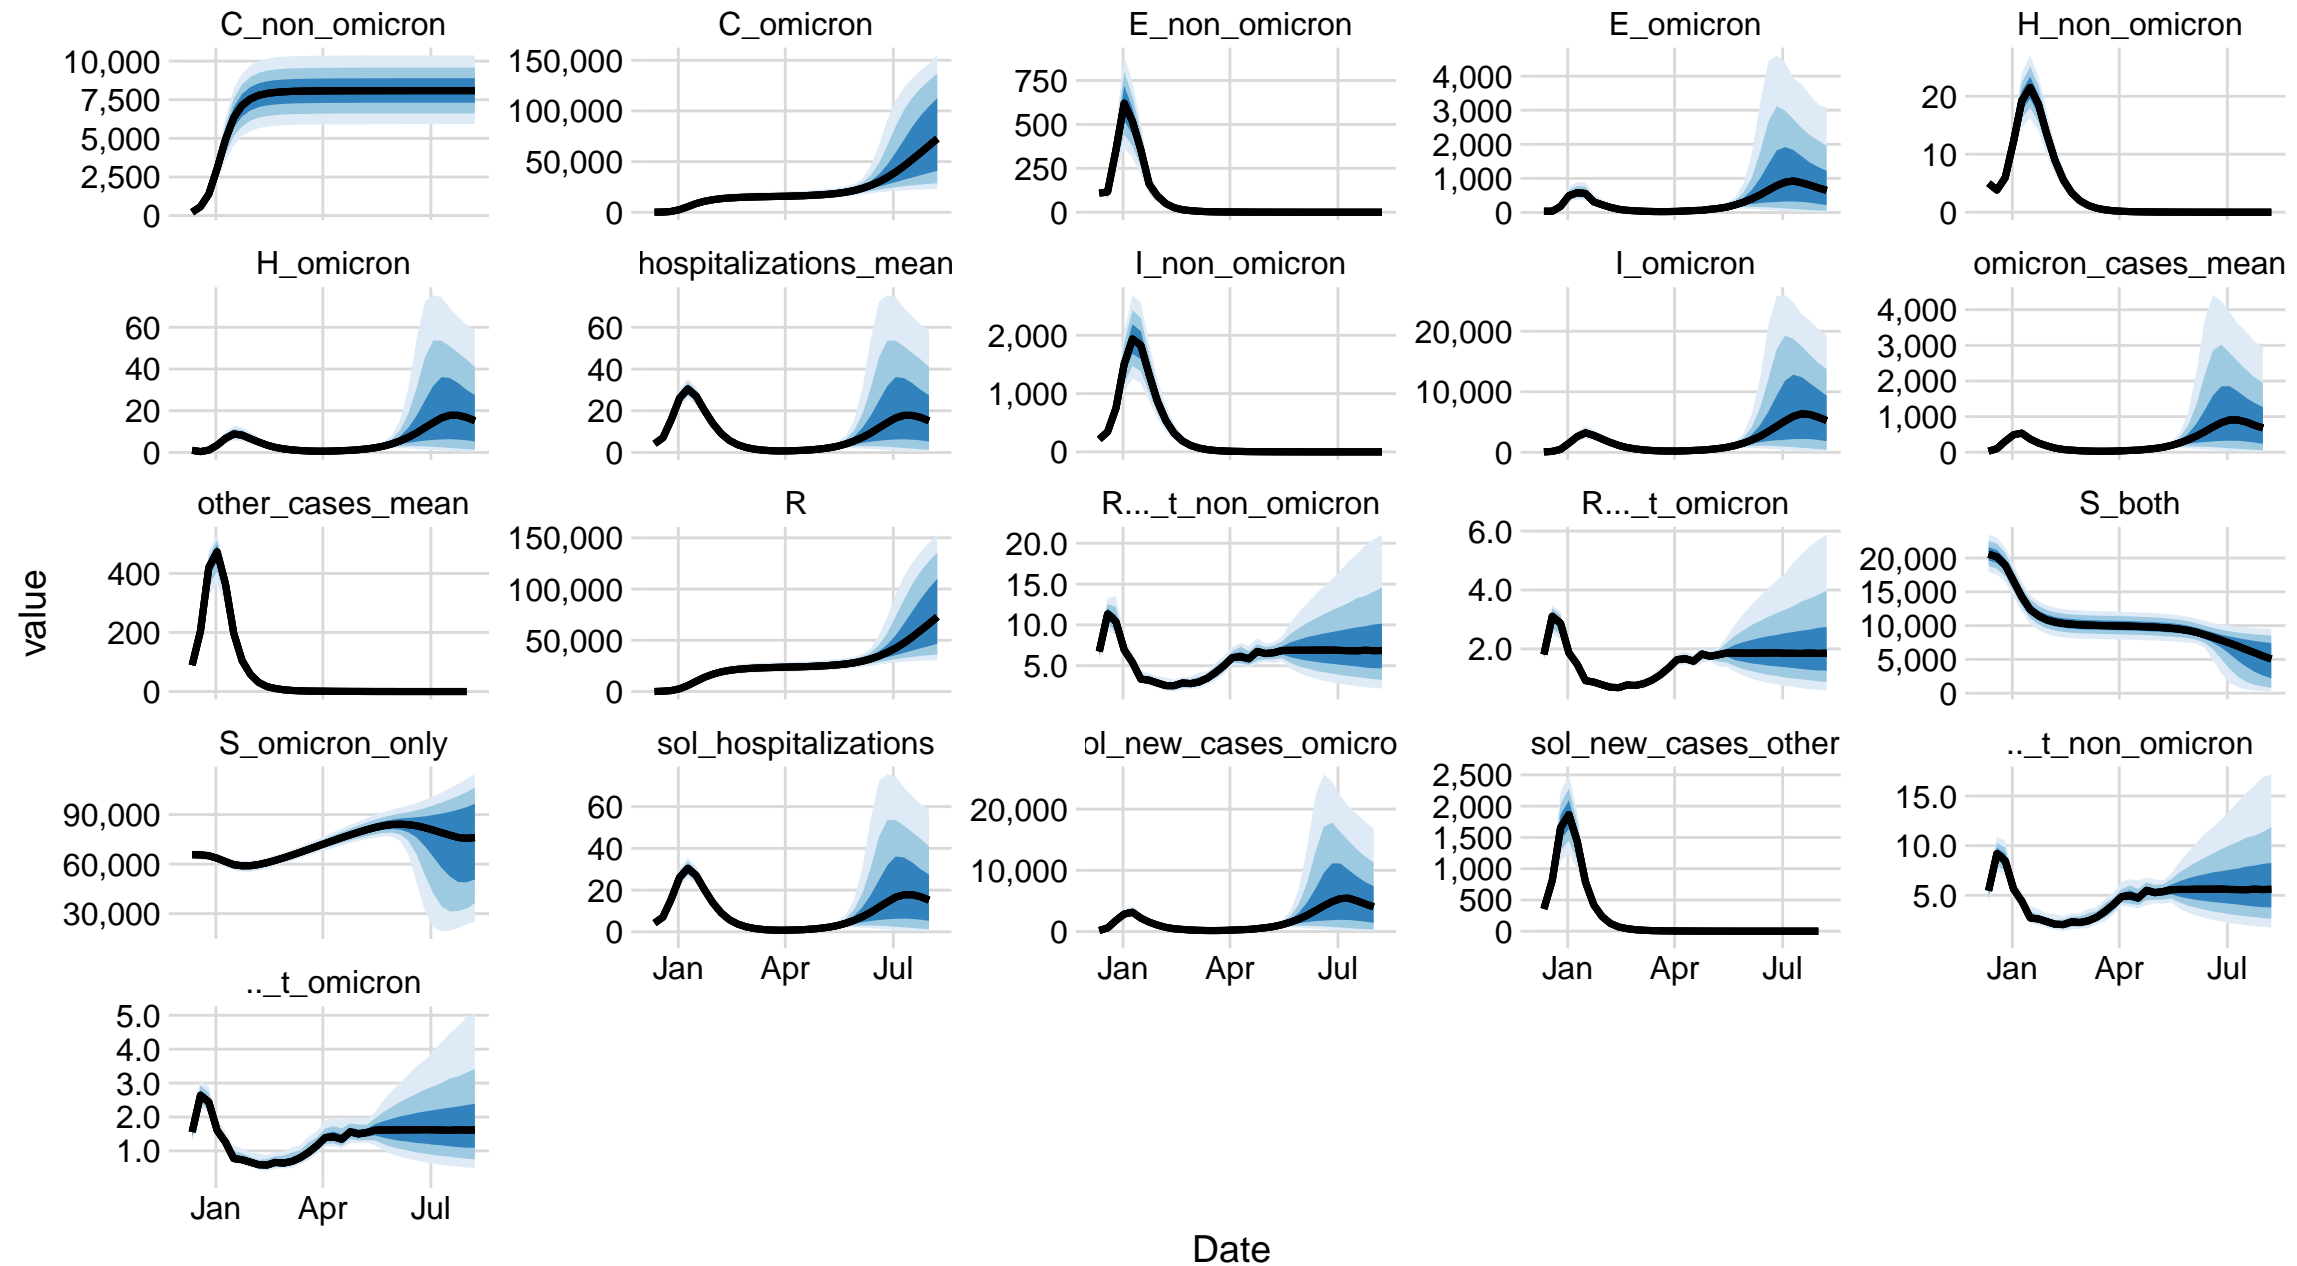 C_non_omicron
10,000
7,500
5,000
2,500
0
C_omicron
150,000
100,000
50,000
0
E_non_omicron
750
500
250
0
E_omicron
4,000
3,000
2,000
1,000
0
H_non_omicron
20
10
0
H_omicron
60
40
20
0
hospitalizations_mean
60
40
20
0
I_non_omicron
2,000
1,000
0
I_omicron
20,000
10,000
0
omicron_cases_mean
4,000
3,000
2,000
1,000
0
other_cases_mean
400
200
0
R
150,000
100,000
50,000
0
R..._t_non_omicron
20.0
15.0
10.0
5.0
R..._t_omicron
6.0
4.0
2.0
S_both
20,000
15,000
10,000
5,000
0
value
S_omicron_only
90,000
60,000
30,000
sol_hospitalizations
60
40
20
0
Jan Apr Jul
ol_new_cases_omicro
20,000
10,000
0
Jan Apr Jul
sol_new_cases_other
2,500
2,000
1,500
1,000
500
0
Jan Apr Jul
.._t_non_omicron
15.0
10.0
5.0
Jan Apr Jul
.._t_omicron
5.0
4.0
3.0
2.0
1.0
Jan Apr Jul
Date